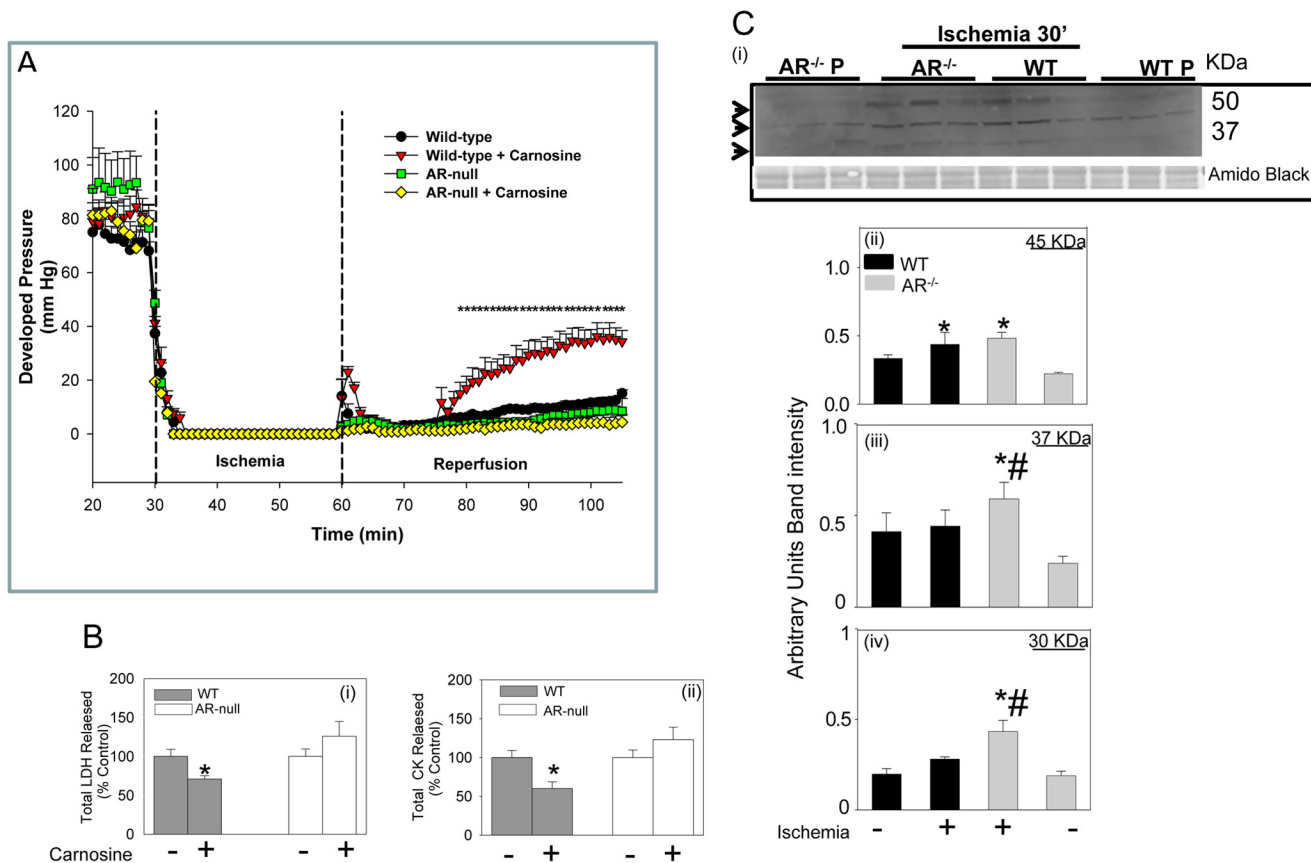 A
120
100
80
60
40
20
0
Developed Pressure
(mm Hg)
Wild-type
Wild-type + Carnosine
AR-null
AR-null + Carnosine
*************************
Ischemia
Reperfusion
20 30 40 50 60 70 80 90 100
Time (min)
B
200
150
100
50
0
Total LDH Relaesed
(% Control)
WT
AR-null
(i)
*
Carnosine - + - +
200
150
100
50
0
Total CK Relaesed
(% Control)
WT
AR-null
(ii)
*
- + - +
C
(i)
Ischemia 30'
AR-/- P AR-/- WT WT P KDa
50
37
Amido Black
Arbitrary Units Band intensity
(ii) 45 KDa
WT
AR-/-
1.0
0.5
0.0
* *
(iii) 37 KDa
1
0.5
0
*#
(iv) 30 KDa
1
0.5
0
*#
Ischemia - + + -